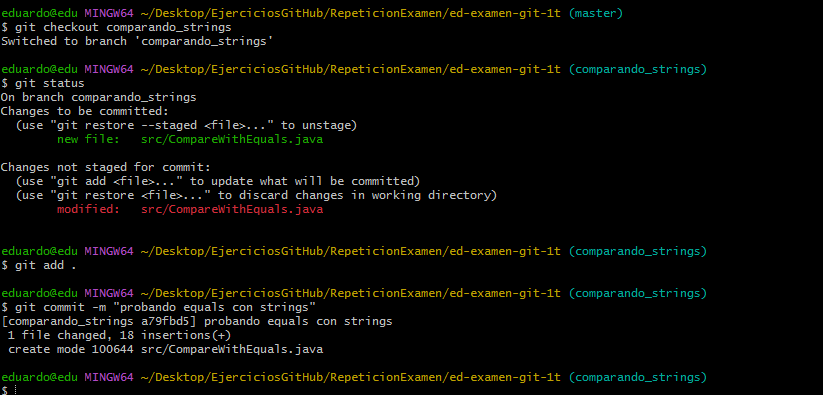 eduardo@edu MINGW64 ~/Desktop/EjerciciosGitHub/RepeticionExamen/ed-examen-git-1t (master)
$ git checkout comparando_strings
Switched to branch 'comparando_strings'
eduardo@edu MINGW64 ~/Desktop/EjerciciosGitHub/RepeticionExamen/ed-examen-git-1t (comparando_strings)
$ git status
On branch comparando_strings
Changes to be committed:
  (use "git restore --staged <file>..." to unstage)
        new file:   src/CompareWithEquals.java
Changes not staged for commit:
  (use "git add <file>..." to update what will be committed)
  (use "git restore <file>..." to discard changes in working directory)
        modified:   src/CompareWithEquals.java
eduardo@edu MINGW64 ~/Desktop/EjerciciosGitHub/RepeticionExamen/ed-examen-git-1t (comparando_strings)
$ git add .
eduardo@edu MINGW64 ~/Desktop/EjerciciosGitHub/RepeticionExamen/ed-examen-git-1t (comparando_strings)
$ git commit -m "probando equals con strings"
[comparando_strings a79fbd5] probando equals con strings
 1 file changed, 18 insertions(+)
 create mode 100644 src/CompareWithEquals.java
eduardo@edu MINGW64 ~/Desktop/EjerciciosGitHub/RepeticionExamen/ed-examen-git-1t (comparando_strings)
$